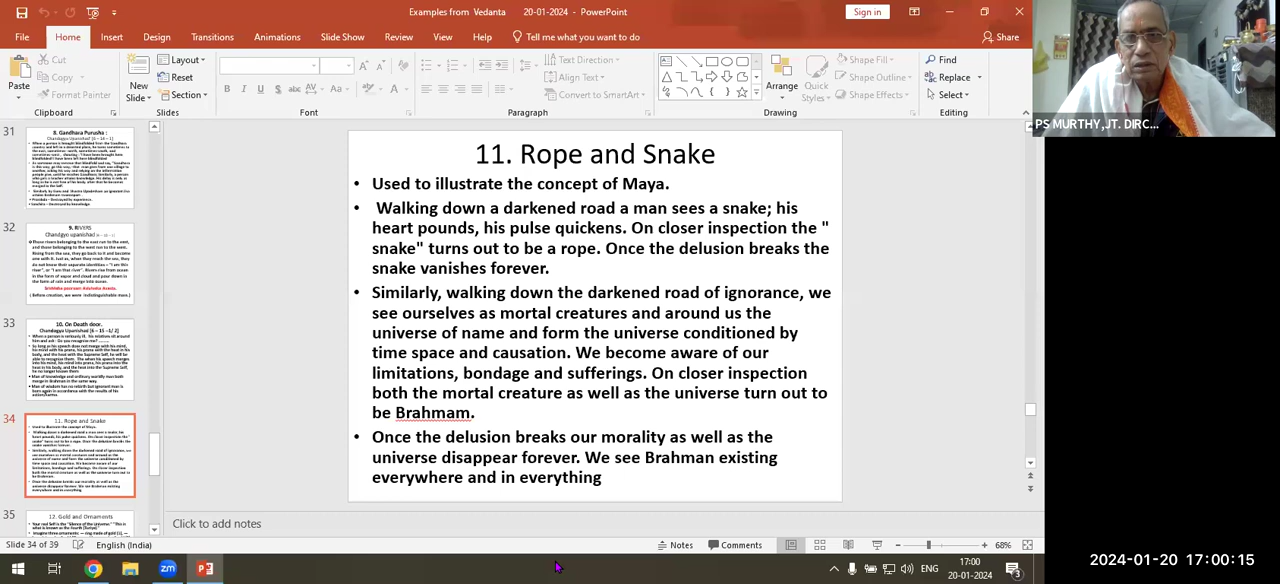 Examples from Vedanta 20-01-2024 - PowerPoint
Sign in
File Home Insert Design Transitions Animations Slide Show Review View Help Tell me what you want to do
Share
Paste
Cut
Copy
Format Painter
Clipboard
New Slide
Layout
Reset
Section
Slides
Font
Text Direction
Align Text
Convert to SmartArt
Paragraph
Arrange
Quick Styles
Shape Fill
Shape Outline
Shape Effects
Drawing
Find
Replace
Select
Editing
PS MURTHY,JT. DIRC...
31
8. Gandhara Purusha :
32
9. RIVERS
33
10. On Death door.
34
11. Rope and Snake
35
12. Gold and Ornaments
11. Rope and Snake
• Used to illustrate the concept of Maya.
• Walking down a darkened road a man sees a snake; his
heart pounds, his pulse quickens. On closer inspection the "
snake" turns out to be a rope. Once the delusion breaks the
snake vanishes forever.
• Similarly, walking down the darkened road of ignorance, we
see ourselves as mortal creatures and around us the
universe of name and form the universe conditioned by
time space and causation. We become aware of our
limitations, bondage and sufferings. On closer inspection
both the mortal creature as well as the universe turn out to
be Brahmam.
• Once the delusion breaks our morality as well as the
universe disappear forever. We see Brahman existing
everywhere and in everything
Click to add notes
Slide 34 of 39 English (India) Notes Comments 68%
zm
ENG
17:00
20-01-2024
3
2024-01-20 17:00:15